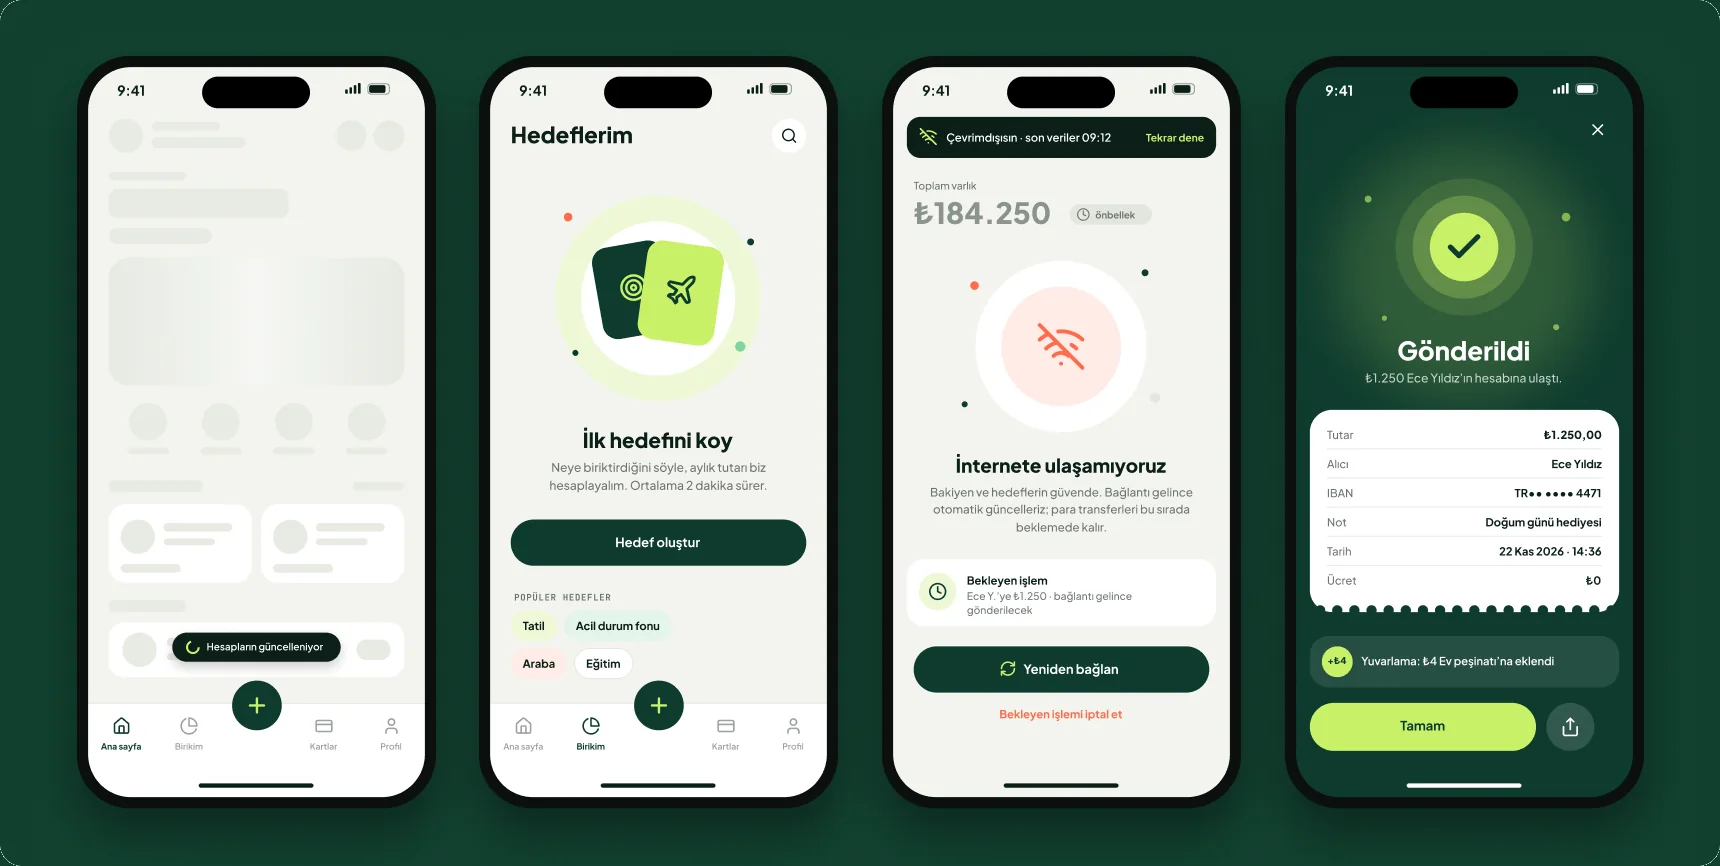 9:41
Hesapların güncelleniyor
Ana sayfa
Birikim
Kartlar
Profil
9:41
Hedeflerim
İlk hedefini koy
Neye biriktirdiğini söyle, aylık tutarı biz
hesaplayalım. Ortalama 2 dakika sürer.
Hedef oluştur
POPÜLER HEDEFLER
Tatil
Acil durum fonu
Araba
Eğitim
Ana sayfa
Birikim
Kartlar
Profil
9:41
Çevrimdışısın · son veriler 09:12
Tekrar dene
Toplam varlık
₺184.250
önbellek
İnternete ulaşamıyoruz
Bakiyen ve hedeflerin güvende. Bağlantı gelince
otomatik güncelleriz; para transferleri bu sırada
beklemede kalır.
Bekleyen işlem
Ece Y.'ye ₺1.250 · bağlantı gelince
gönderilecek
Yeniden bağlan
Bekleyen işlemi iptal et
9:41
Gönderildi
₺1.250 Ece Yıldız'ın hesabına ulaştı.
Tutar ₺1.250,00
Alıcı Ece Yıldız
IBAN TR•• •••• 4471
Not Doğum günü hediyesi
Tarih 22 Kas 2026 · 14:36
Ücret ₺0
+₺4
Yuvarlama: ₺4 Ev peşinatı'na eklendi
Tamam